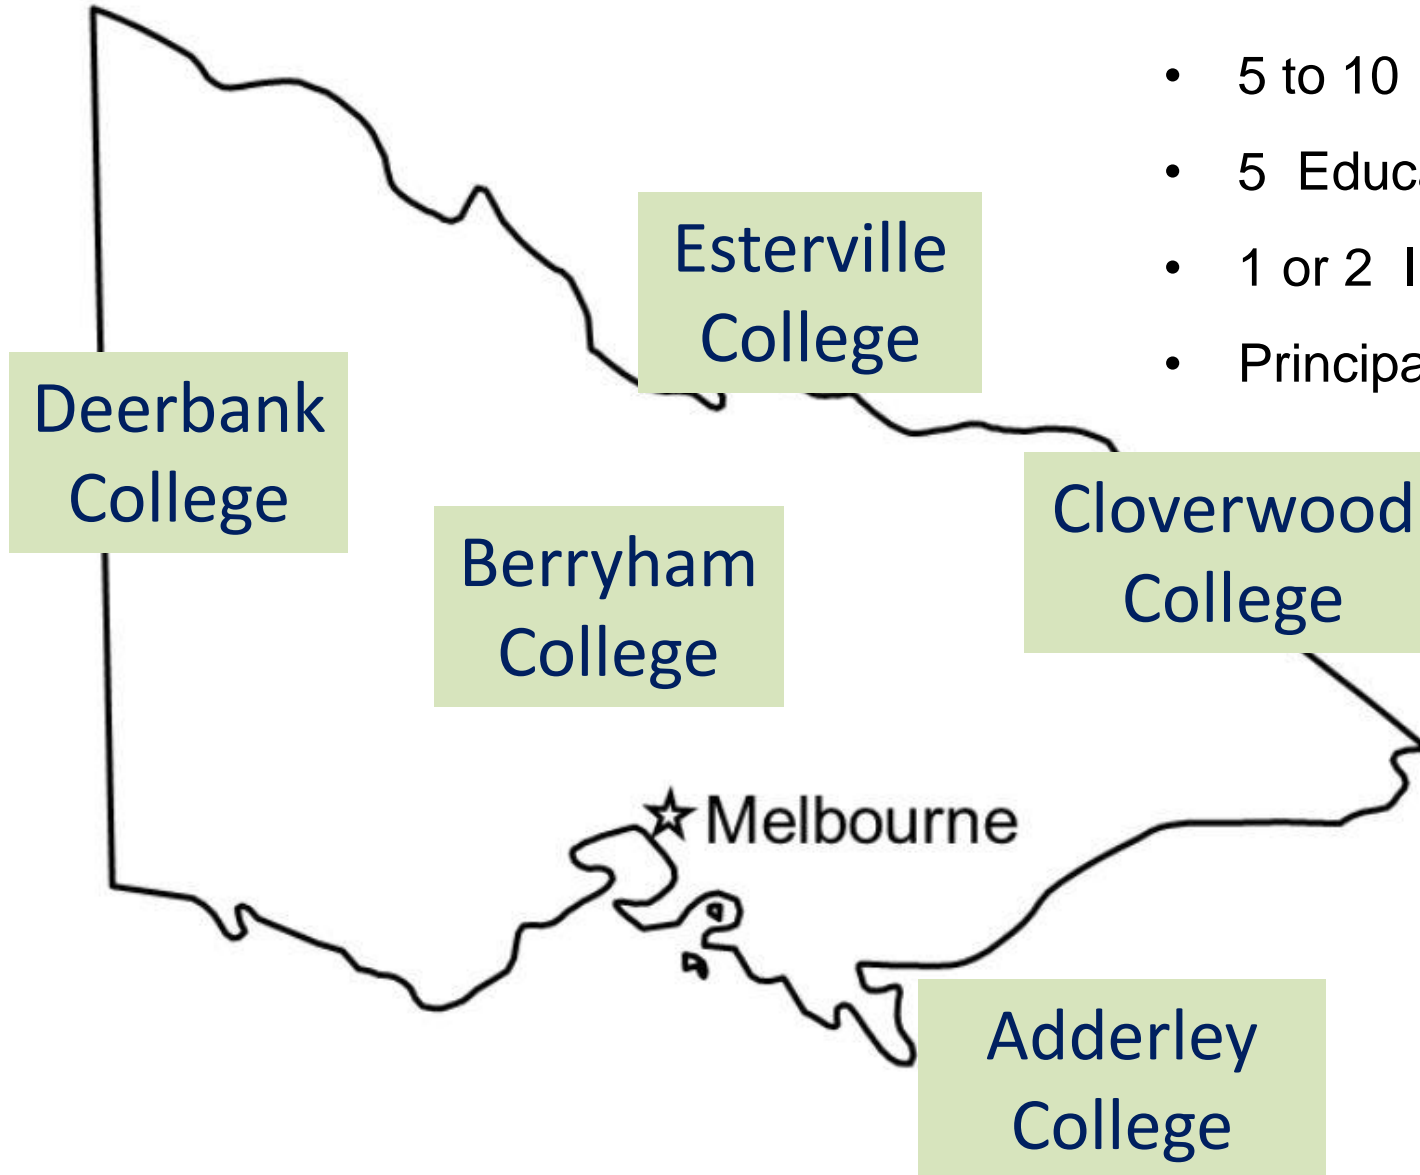 • 5 to 10
• 5 Educa
• 1 or 2 I
• Principa
Esterville
College
Deerbank
College
Cloverwood
College
Berryham
College
Melbourne
Adderley
College